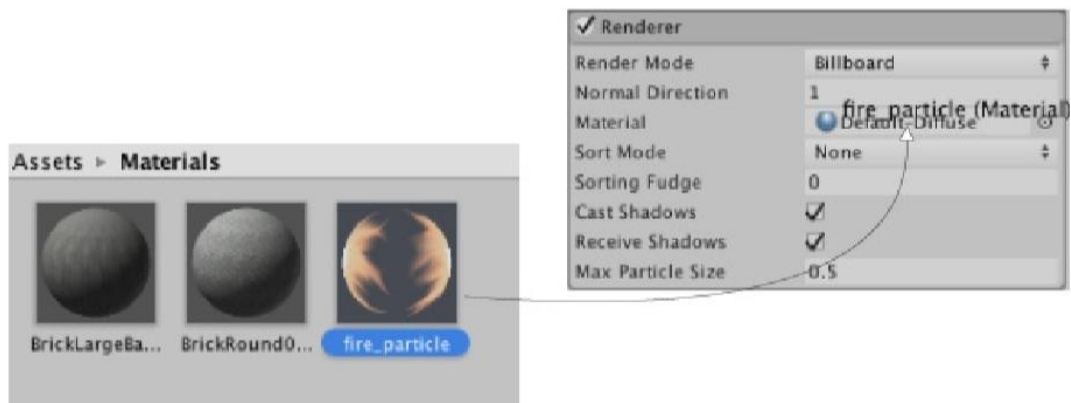 Renderer
Render Mode Billboard
Normal Direction 1
fire_particle (Material)
Material Default-Diffuse
Sort Mode None
Sorting Fudge 0
Cast Shadows
Receive Shadows
Max Particle Size 0.5
Assets ▸ Materials
BrickLargeBa... BrickRound0... fire_particle